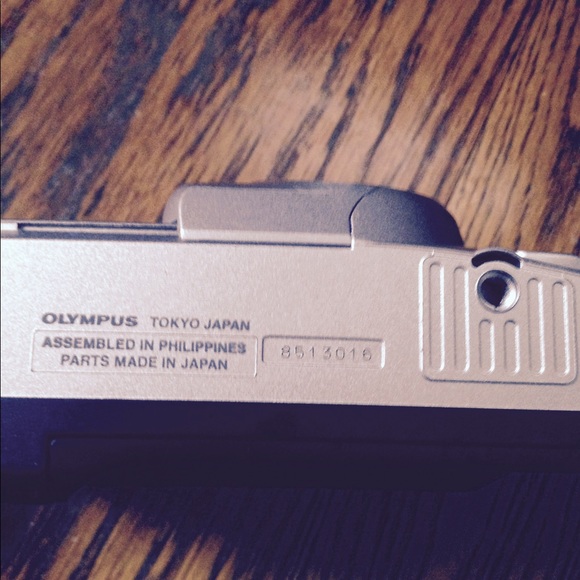 OLYMPUS TOKYO JAPAN
ASSEMBLED IN PHILIPPINES
PARTS MADE IN JAPAN
8513016